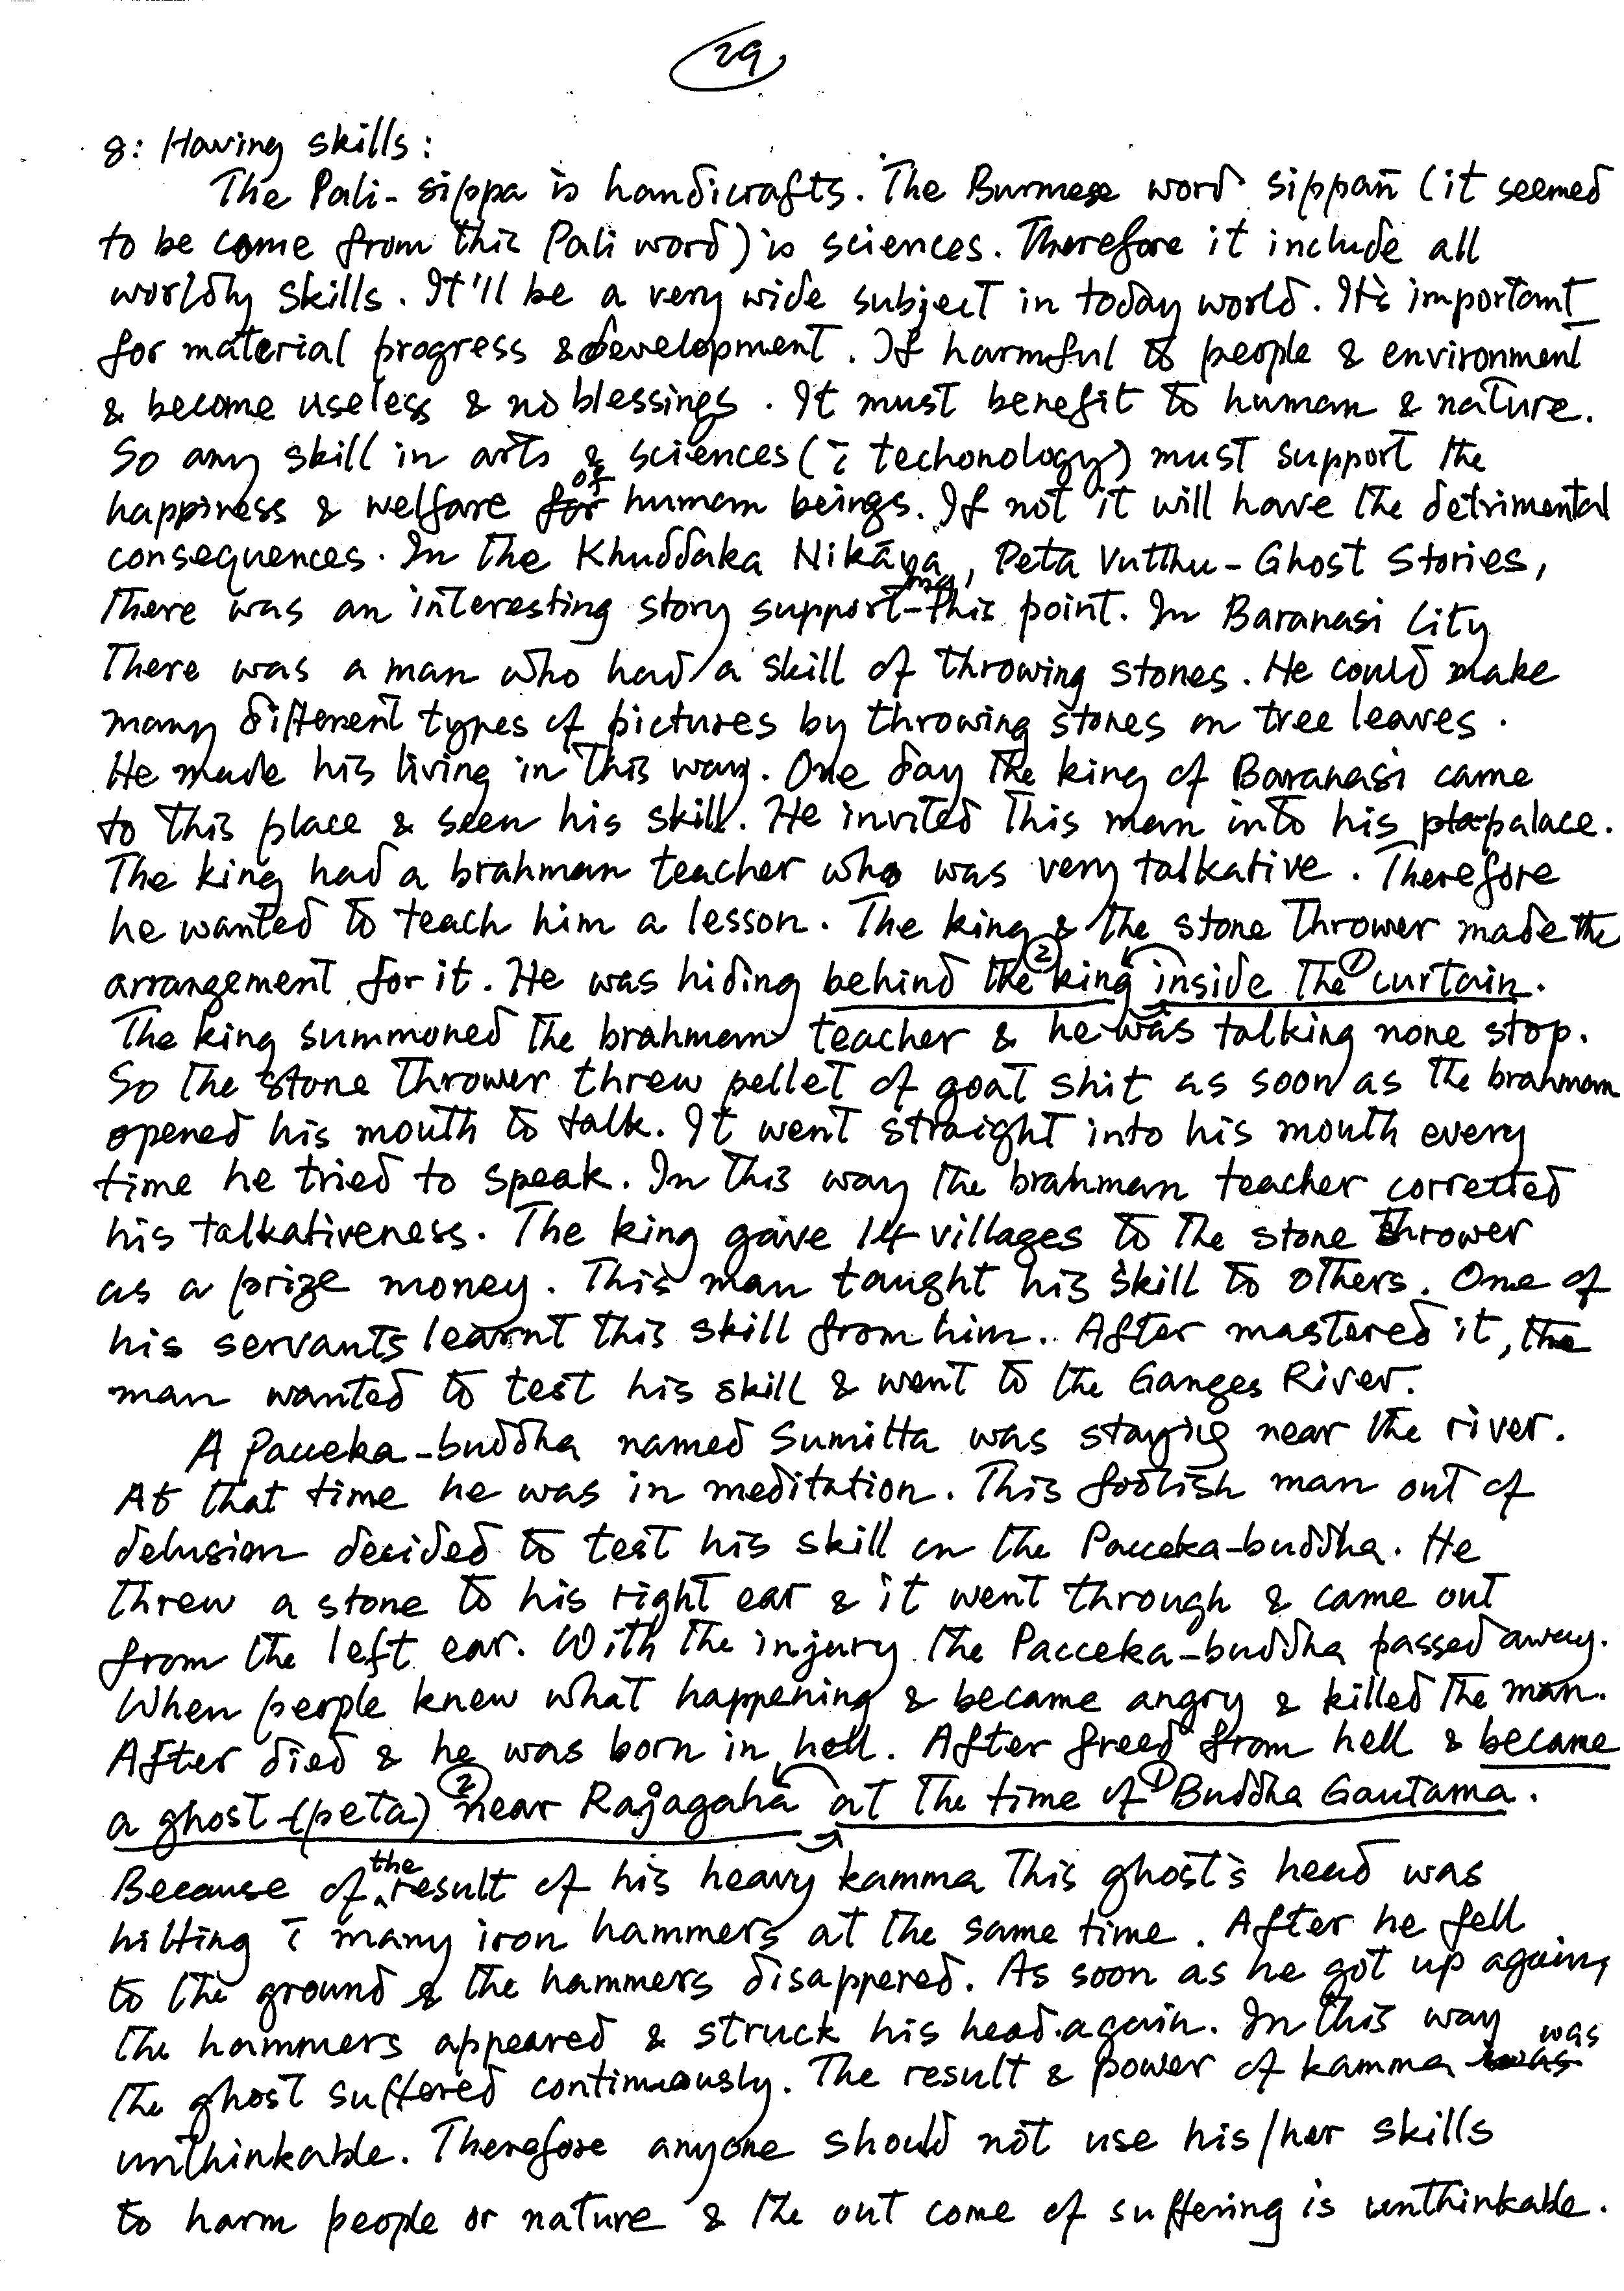 29
8: Having skills:
The Pali - sippa is handicrafts. The Burmese word sippañ (it seemed
to be come from this Pali word) is sciences. Therefore it include all
worldly skills. It'll be a very wide subject in today world. It's important
for material progress & development. If harmful to people & environment
& become useless & no blessings. It must benefit to human & nature.
So any skill in arts & sciences (c̄ techonology) must support the
happiness & welfare of human beings. If not it will have the detrimental
consequences. In the Khuddaka Nikāya, Peta Vutthu - Ghost Stories,
there was an interesting story supporting this point. In Baranasi City
there was a man who had a skill of throwing stones. He could make
many different types of pictures by throwing stones on tree leaves.
He made his living in this way. One day the king of Baranasi came
to this place & seen his skill. He invited this man into his palace.
The king had a brahman teacher who was very talkative. Therefore
he wanted to teach him a lesson. The king & the stone thrower made the
arrangement for it. He was hiding behind the (2) king inside the (1) curtain.
The king summoned the brahman teacher & he was talking none stop.
So the stone thrower threw pellet of goat shit as soon as the brahman
opened his mouth to talk. It went straight into his mouth every
time he tried to speak. In this way the brahman teacher corretted
his talkativeness. The king gave 14 villages to the stone thrower
as a prize money. This man taught his skill to others. One of
his servants learnt this skill from him. After mastered it, the
man wanted to test his skill & went to the Ganges River.
A Pacceka-buddha named Sumitta was staying near the river.
At that time he was in meditation. This foolish man out of
delusion decided to test his skill on the Pacceka-buddha. He
threw a stone to his right ear & it went through & came out
from the left ear. With the injury the Pacceka-buddha passed away.
When people knew what happening & became angry & killed the man.
After died & he was born in hell. After freed from hell & became
a ghost (peta) (2) near Rajagaha at the time of (1) Buddha Gautama.
Because of the result of his heavy kamma this ghost's head was
hitting c̄ many iron hammers at the same time. After he fell
to the ground & the hammers disappered. As soon as he got up again,
the hammers appeared & struck his head again. In this way
the ghost suffered continuously. The result & power of kamma was
unthinkable. Therefore anyone should not use his/her skills
to harm people or nature & the out come of suffering is unthinkable.